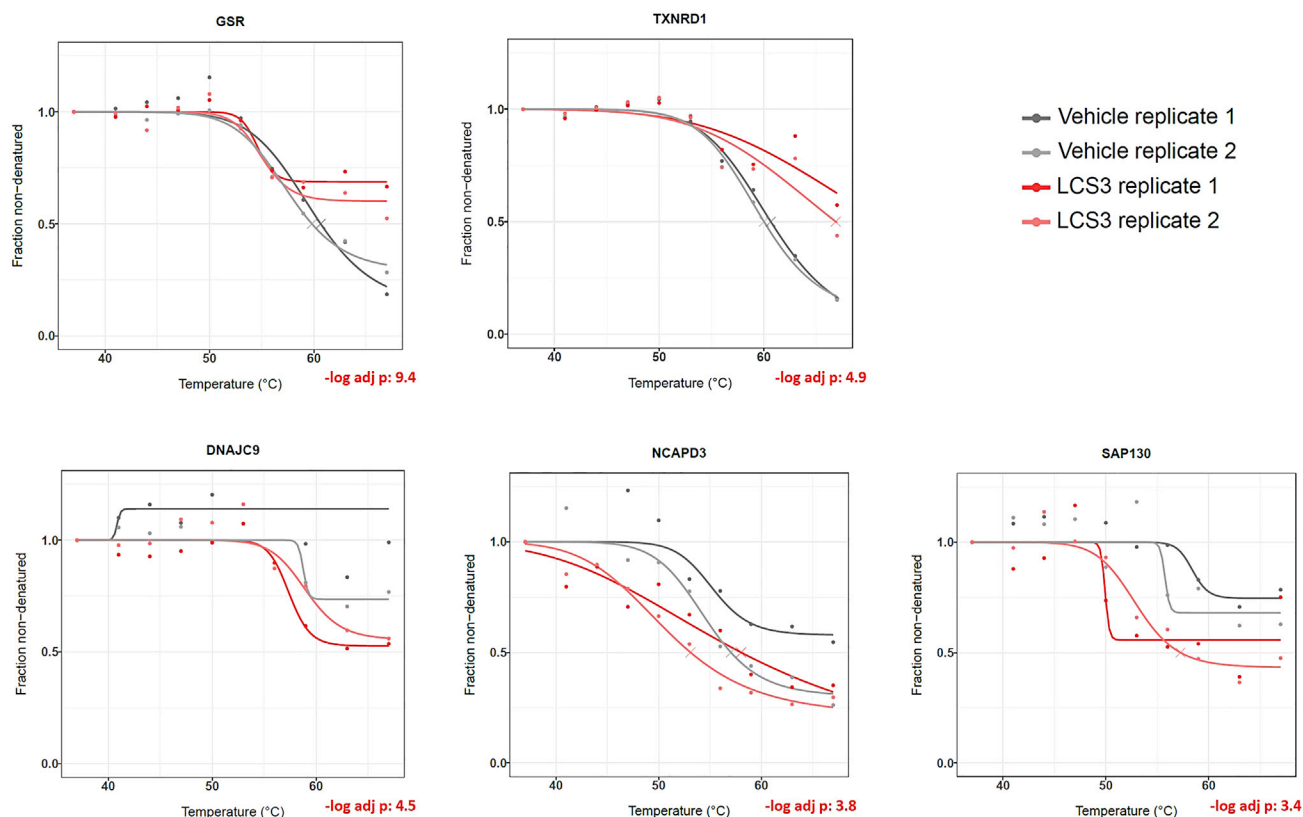 GSR
Fraction non-denatured
1.0
0.5
0.0
40
50
60
Temperature (°C)
-log adj p: 9.4
TXNRD1
Fraction non-denatured
1.0
0.5
0.0
40
50
60
Temperature (°C)
-log adj p: 4.9
Vehicle replicate 1
Vehicle replicate 2
LCS3 replicate 1
LCS3 replicate 2
DNAJC9
Fraction non-denatured
1.0
0.5
0.0
40
50
60
Temperature (°C)
-log adj p: 4.5
NCAPD3
Fraction non-denatured
1.0
0.5
0.0
40
50
60
Temperature (°C)
-log adj p: 3.8
SAP130
Fraction non-denatured
1.0
0.5
0.0
40
50
60
Temperature (°C)
-log adj p: 3.4